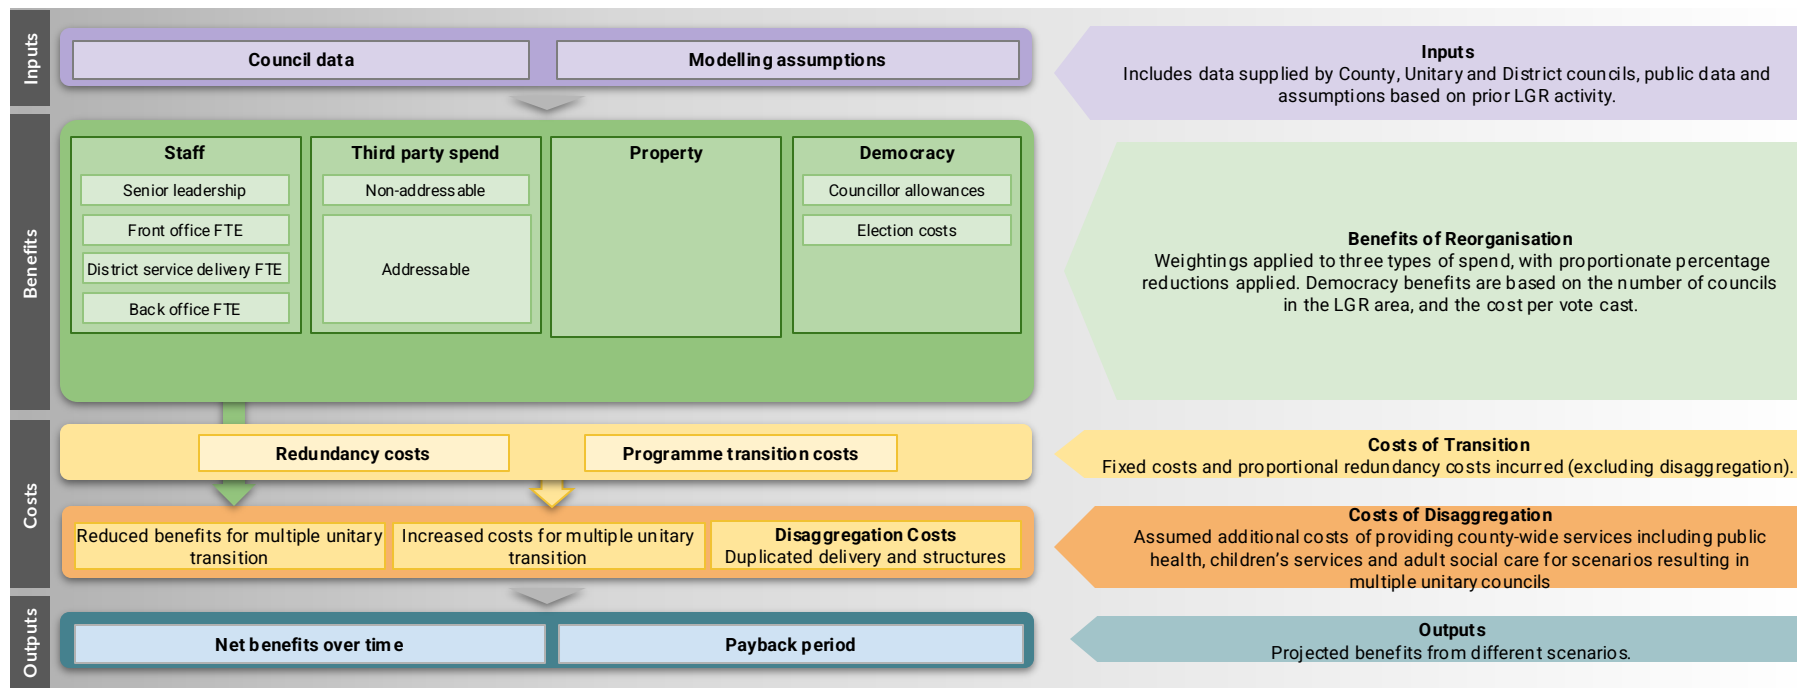 Inputs
Council data
Modelling assumptions
Inputs
Includes data supplied by County, Unitary and District councils, public data and
assumptions based on prior LGR activity.
Benefits
Staff
Senior leadership
Front office FTE
District service delivery FTE
Back office FTE
Third party spend
Non-addressable
Addressable
Property
Democracy
Councillor allowances
Election costs
Benefits of Reorganisation
Weightings applied to three types of spend, with proportionate percentage
reductions applied. Democracy benefits are based on the number of councils
in the LGR area, and the cost per vote cast.
Costs
Redundancy costs
Programme transition costs
Costs of Transition
Fixed costs and proportional redundancy costs incurred (excluding disaggregation).
Reduced benefits for multiple unitary
transition
Increased costs for multiple unitary
transition
Disaggregation Costs
Duplicated delivery and structures
Costs of Disaggregation
Assumed additional costs of providing county-wide services including public
health, children's services and adult social care for scenarios resulting in
multiple unitary councils
Outputs
Net benefits over time
Payback period
Outputs
Projected benefits from different scenarios.